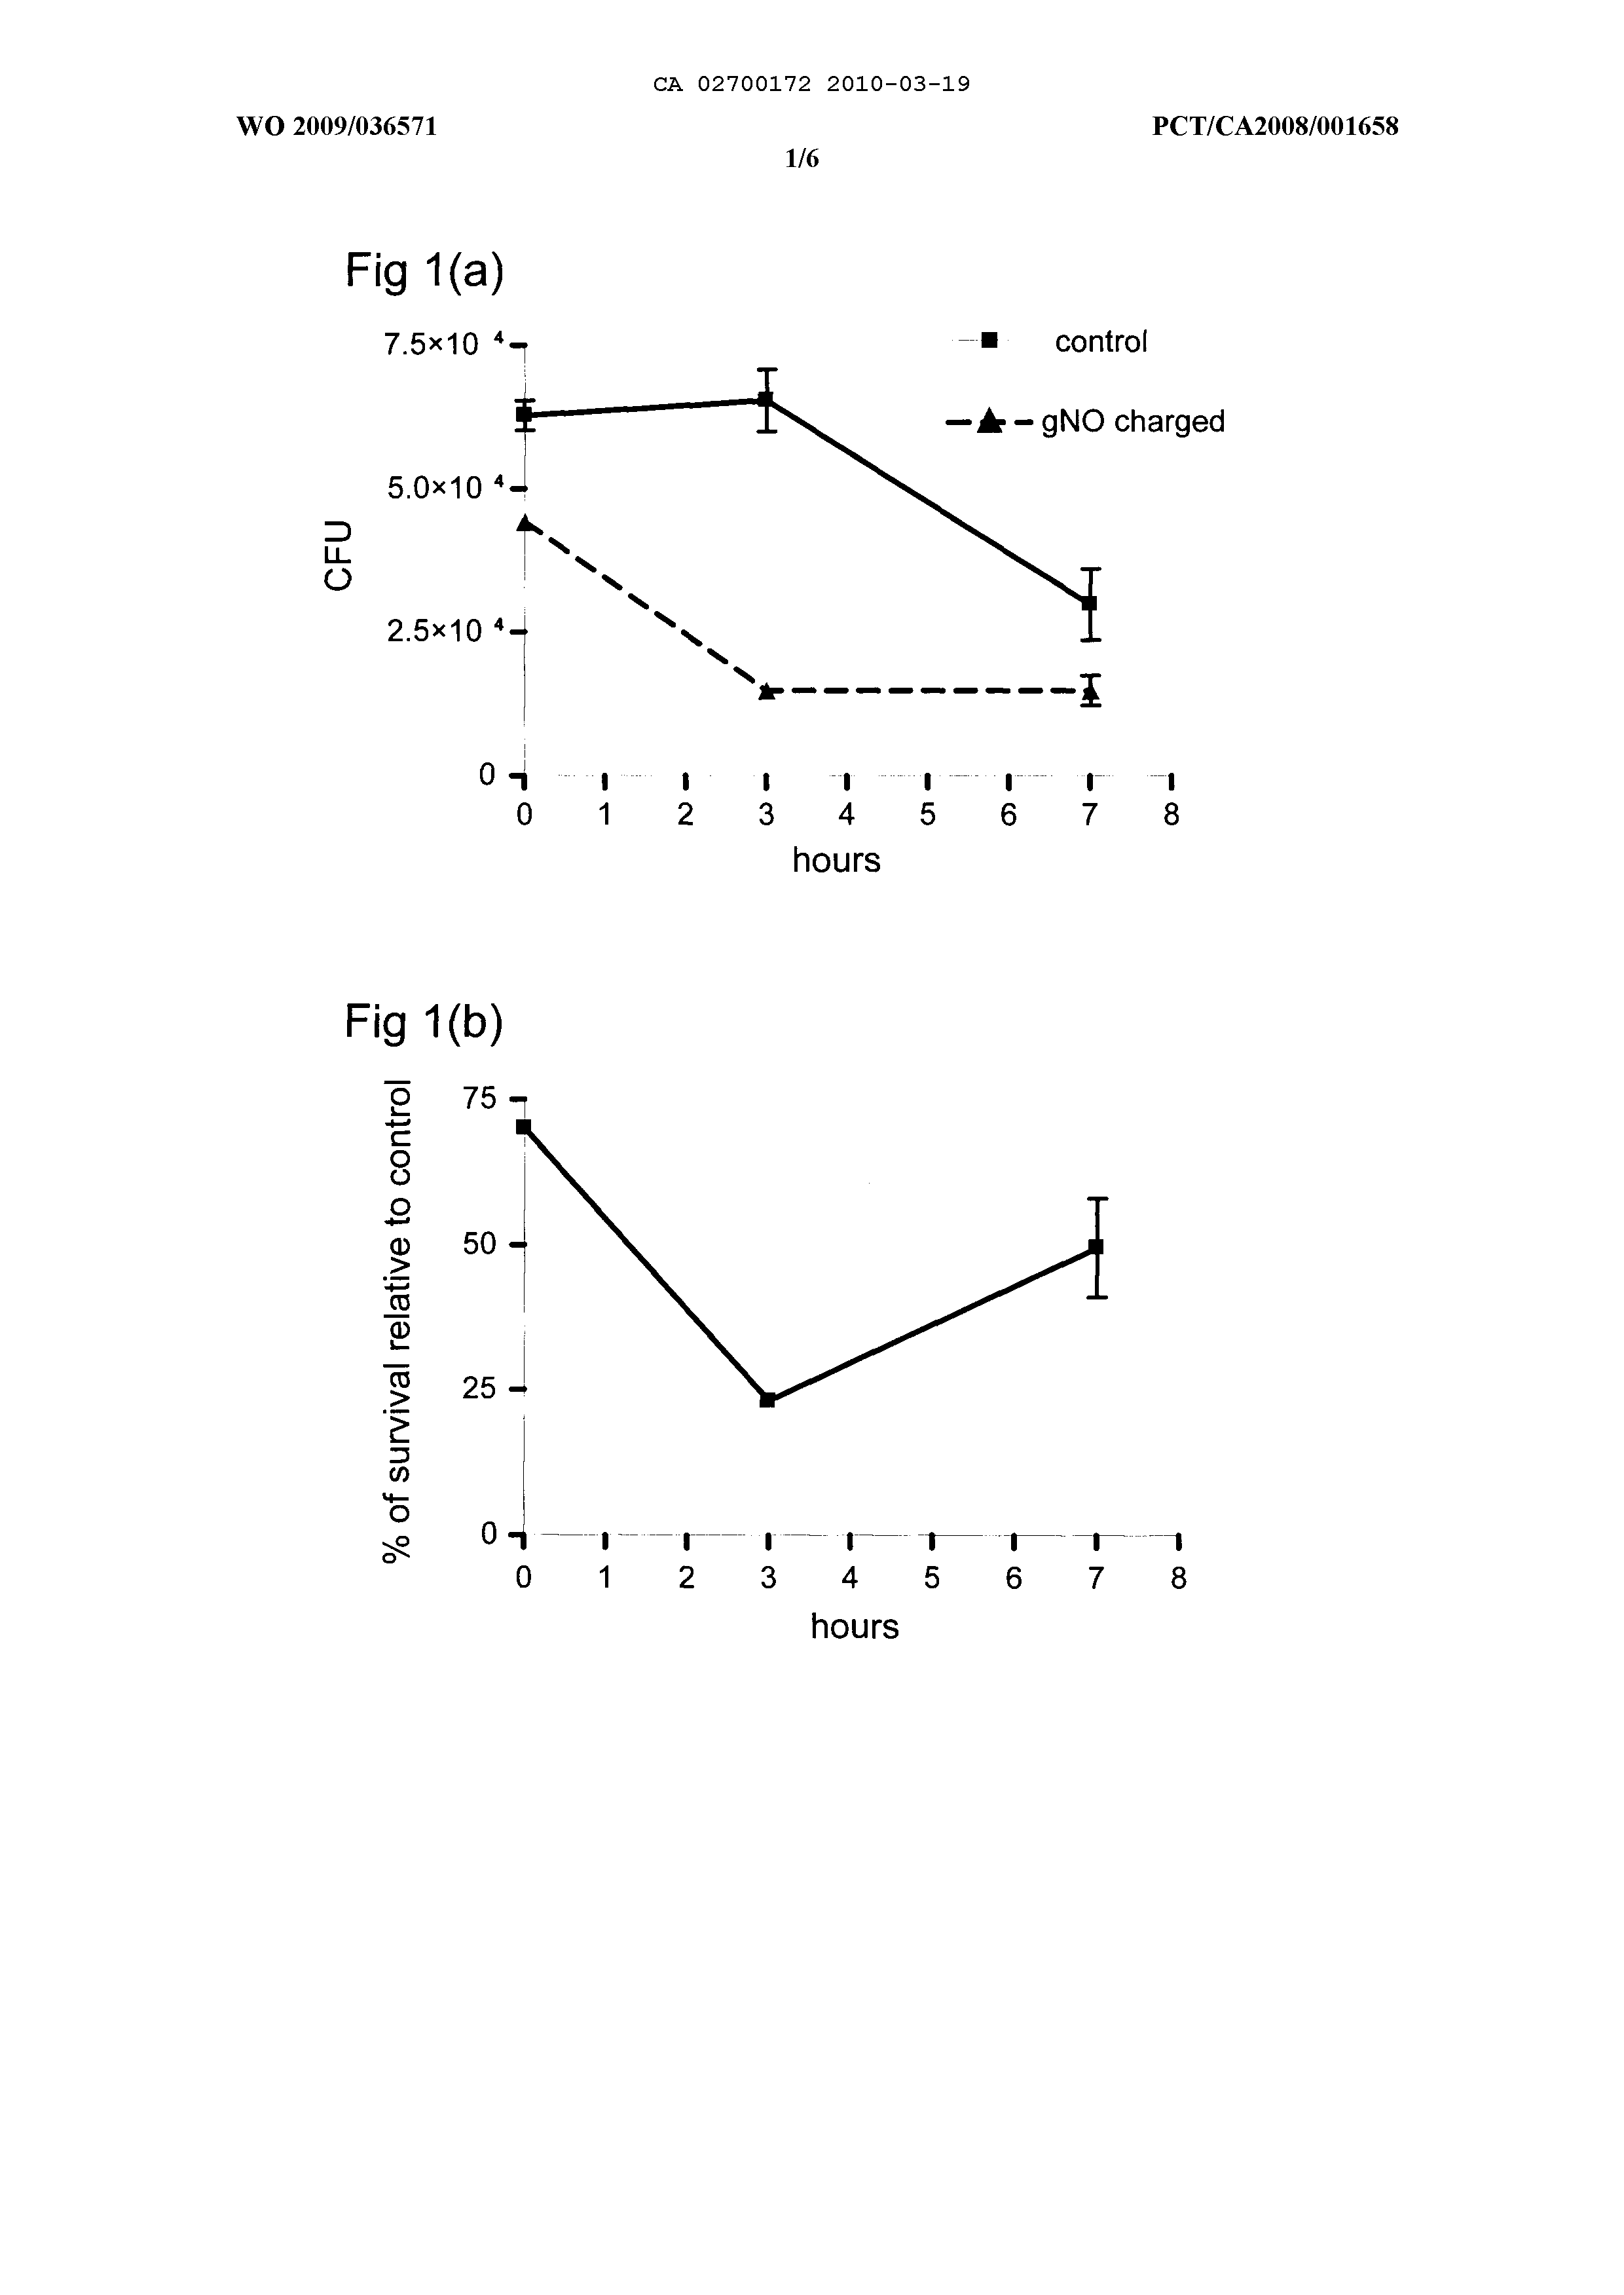 CA 02700172 2010-03-19
WO 2009/036571 PCT/CA2008/001658
1/6
Fig 1(a)
7.5×10 ⁴
5.0×10 ⁴
2.5×10 ⁴
0
CFU
control
gNO charged
0 1 2 3 4 5 6 7 8
hours
Fig 1(b)
% of survival relative to control
75
50
25
0
0 1 2 3 4 5 6 7 8
hours